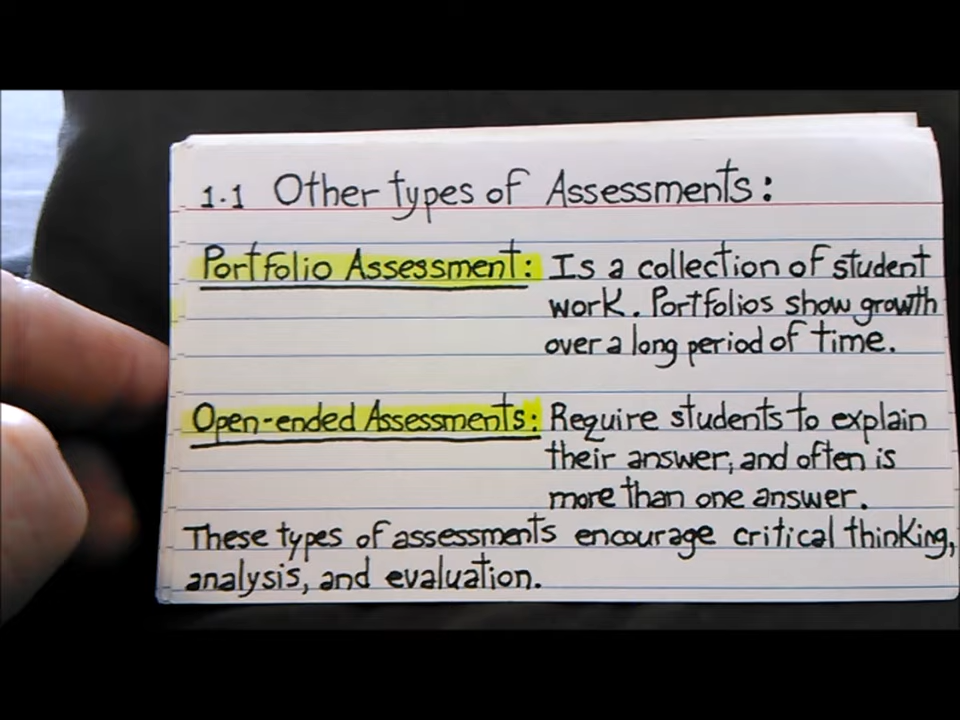 1.1 Other types of Assessments:
Portfolio Assessment: Is a collection of student
work. Portfolios show growth
over a long period of time.
Open-ended Assessments: Require students to explain
their answer, and often is
more than one answer.
These types of assessments encourage critical thinking,
analysis, and evaluation.